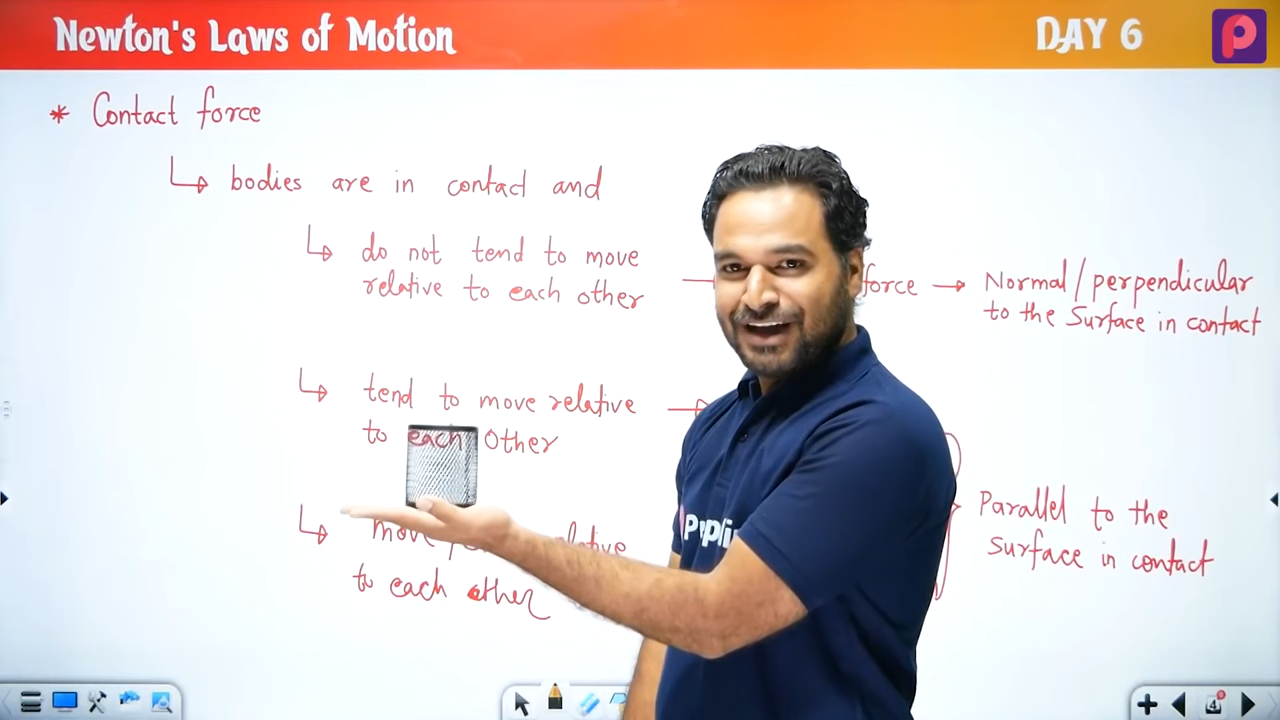 Newton's Laws of Motion
DAY 6
* Contact force
bodies are in contact and
do not tend to move
relative to each other
force → Normal/perpendicular
to the Surface in contact
tend to move relative
to each Other
Parallel to the
Surface in contact
move
to each other
4